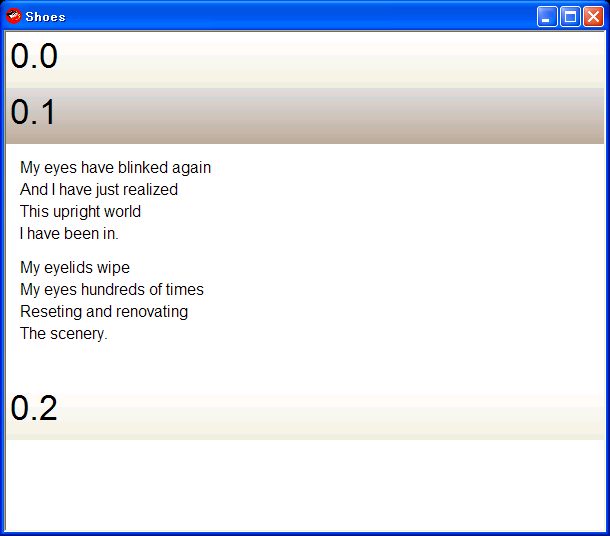 Shoes
0.0
0.1
My eyes have blinked again
And I have just realized
This upright world
I have been in.
My eyelids wipe
My eyes hundreds of times
Reseting and renovating
The scenery.
0.2